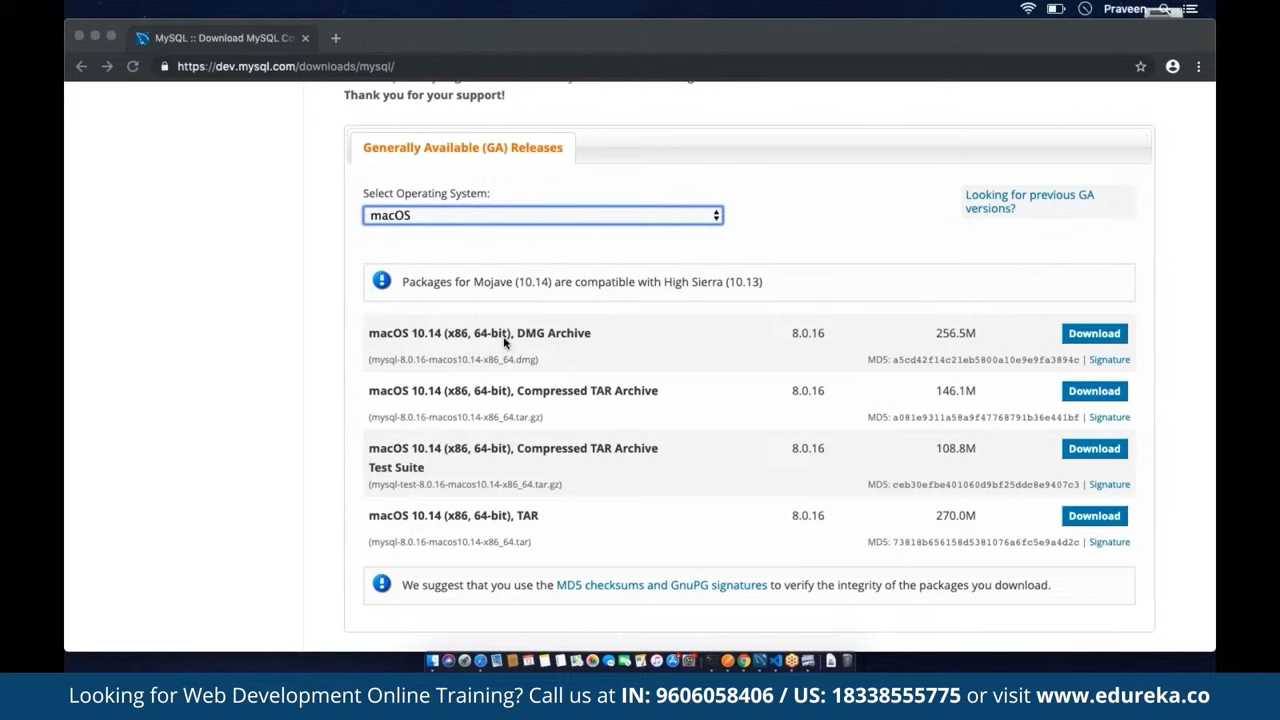 Praveen
MySQL :: Download MySQL Co
https://dev.mysql.com/downloads/mysql/
Thank you for your support!
Generally Available (GA) Releases
Select Operating System:
macOS
Looking for previous GA
versions?
Packages for Mojave (10.14) are compatible with High Sierra (10.13)
macOS 10.14 (x86, 64-bit), DMG Archive 8.0.16 256.5M Download
(mysql-8.0.16-macos10.14-x86_64.dmg) MD5: a5cd42f14c21eb5800a10e9e9fa3894c | Signature
macOS 10.14 (x86, 64-bit), Compressed TAR Archive 8.0.16 146.1M Download
(mysql-8.0.16-macos10.14-x86_64.tar.gz) MD5: a081e9311a58a9f47768791b36e441bf | Signature
macOS 10.14 (x86, 64-bit), Compressed TAR Archive 8.0.16 108.8M Download
Test Suite
(mysql-test-8.0.16-macos10.14-x86_64.tar.gz) MD5: ceb30efbe401060d9bf25ddc8e9407c3 | Signature
macOS 10.14 (x86, 64-bit), TAR 8.0.16 270.0M Download
(mysql-8.0.16-macos10.14-x86_64.tar) MD5: 73818b656158d5381076a6fc5e9a4d2c | Signature
We suggest that you use the MD5 checksums and GnuPG signatures to verify the integrity of the packages you download.
Looking for Web Development Online Training? Call us at IN: 9606058406 / US: 18338555775 or visit www.edureka.co